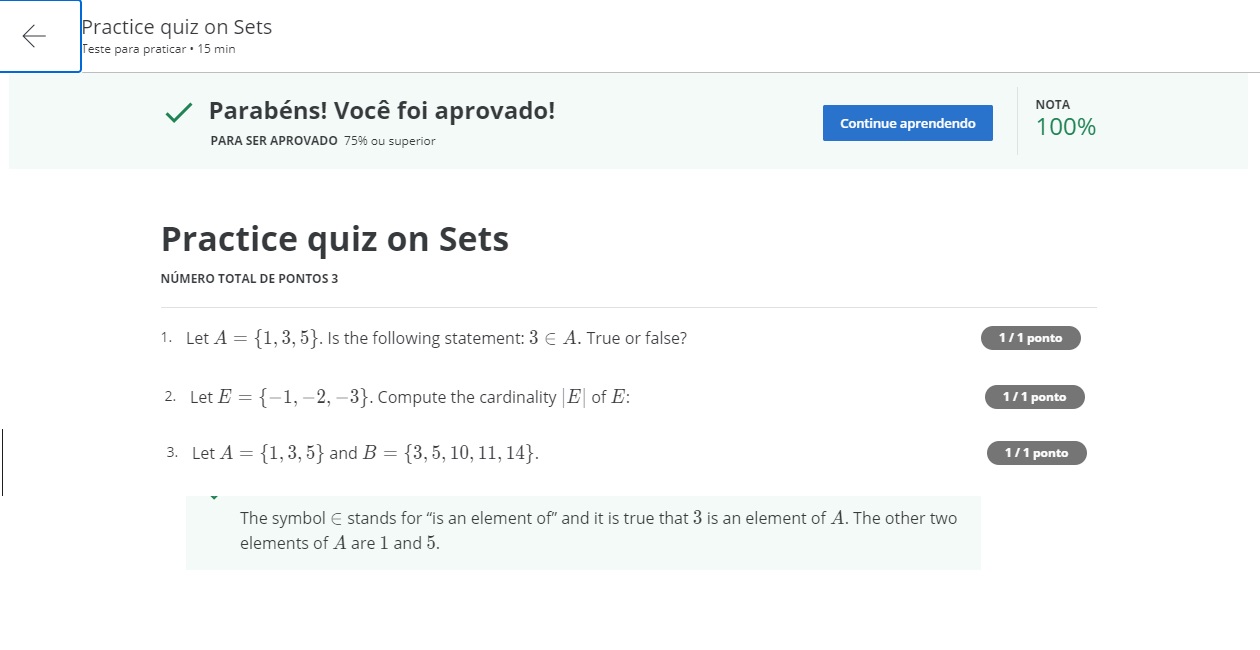 Practice quiz on Sets
Teste para praticar • 15 min
Parabéns! Você foi aprovado!
PARA SER APROVADO 75% ou superior
Continue aprendendo
NOTA
100%
Practice quiz on Sets
NÚMERO TOTAL DE PONTOS 3
1. Let A = {1, 3, 5}. Is the following statement: 3 ∈ A. True or false?
1 / 1 ponto
2. Let E = {−1, −2, −3}. Compute the cardinality |E| of E:
1 / 1 ponto
3. Let A = {1, 3, 5} and B = {3, 5, 10, 11, 14}.
1 / 1 ponto
The symbol ∈ stands for “is an element of” and it is true that 3 is an element of A. The other two
elements of A are 1 and 5.